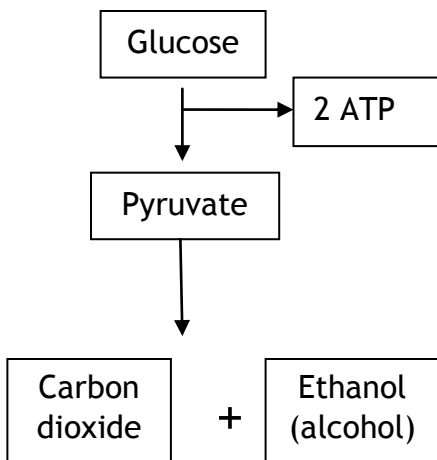 Glucose
2 ATP
Pyruvate
Carbon
dioxide
+
Ethanol
(alcohol)